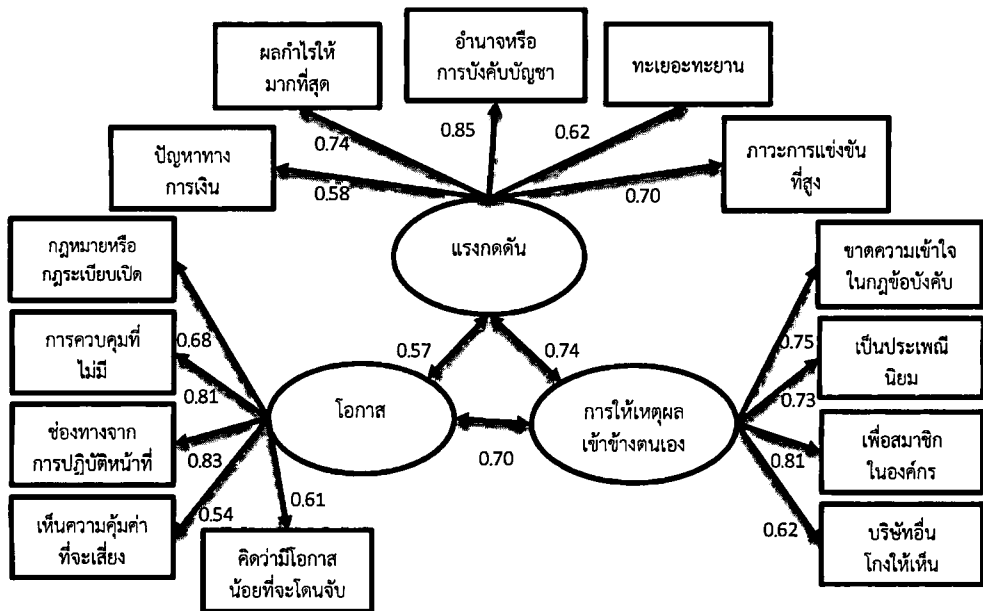 ผลกำไรให้
มากที่สุด
อำนาจหรือ
การบังคับบัญชา
ทะเยอะทะยาน
ปัญหาทาง
การเงิน
ภาวะการแข่งขัน
ที่สูง
0.74
0.85
0.62
0.58
0.70
แรงกดดัน
กฎหมายหรือ
กฎระเบียบเปิด
การควบคุมที่
ไม่มี
ช่องทางจาก
การปฏิบัติหน้าที่
เห็นความคุ้มค่า
ที่จะเสี่ยง
คิดว่ามีโอกาส
น้อยที่จะโดนจับ
0.68
0.81
0.83
0.54
0.61
โอกาส
0.57
0.74
0.70
การให้เหตุผล
เข้าข้างตนเอง
0.75
0.73
0.81
0.62
ขาดความเข้าใจ
ในกฎข้อบังคับ
เป็นประเพณี
นิยม
เพื่อสมาชิก
ในองค์กร
บริษัทอื่น
โกงให้เห็น